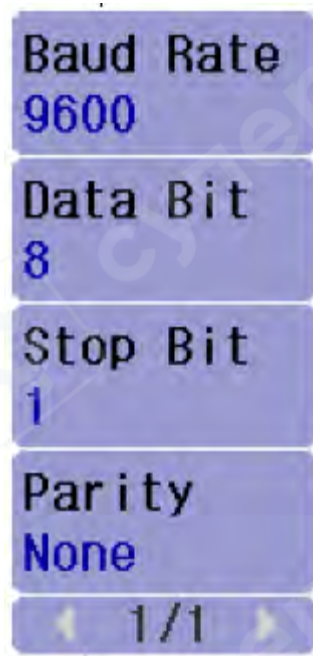 Baud Rate
9600
Data Bit
8
Stop Bit
1
Parity
None
1/1